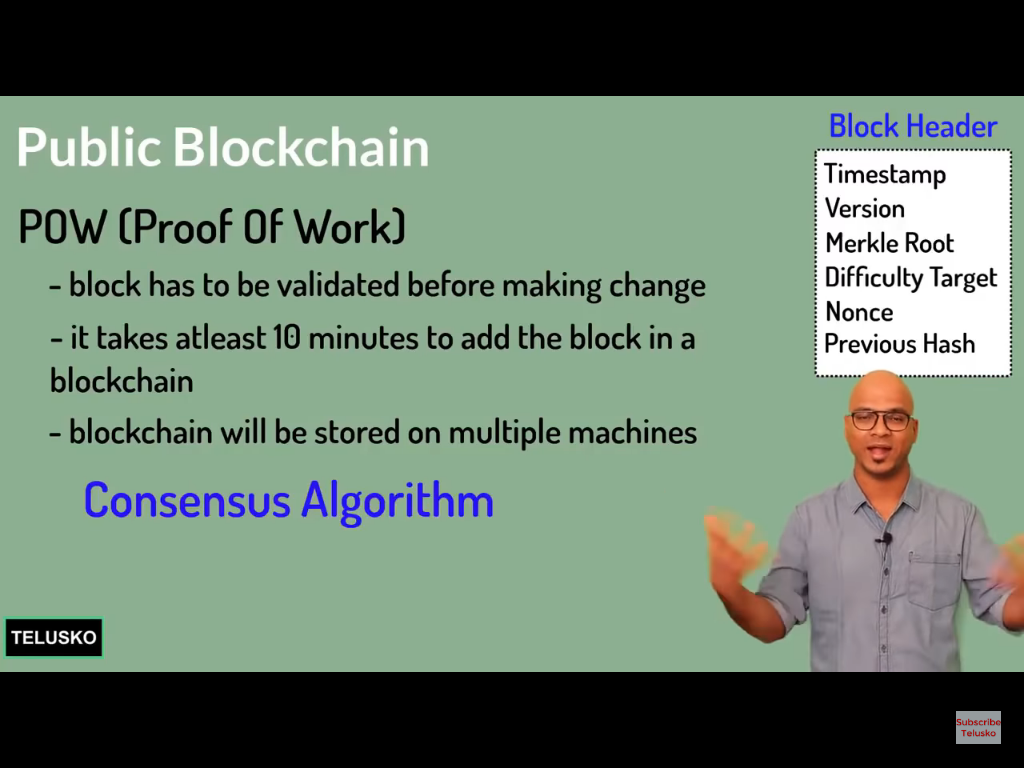 Public Blockchain
POW (Proof Of Work)
- block has to be validated before making change
- it takes atleast 10 minutes to add the block in a
blockchain
- blockchain will be stored on multiple machines
Consensus Algorithm
Block Header
Timestamp
Version
Merkle Root
Difficulty Target
Nonce
Previous Hash
TELUSKO
Subscribe
Telusko